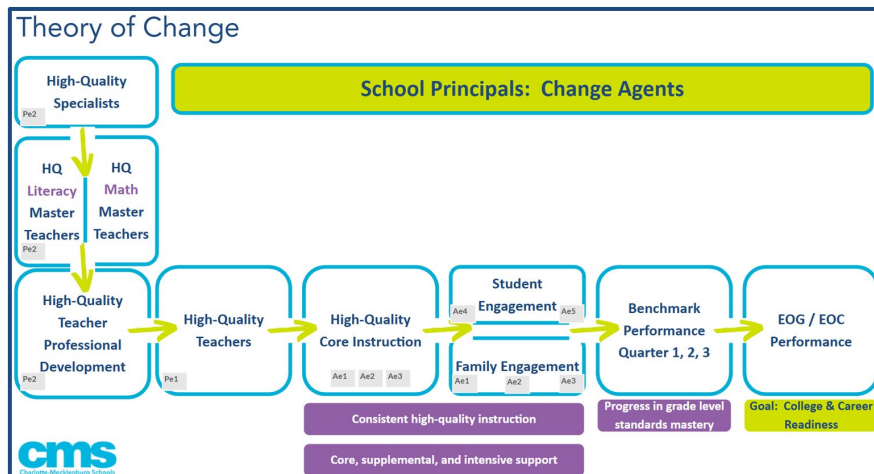 Theory of Change
High-Quality
Specialists
Pe2
School Principals: Change Agents
HQ
Literacy
Master
Teachers
Pe2
HQ
Math
Master
Teachers
High-Quality
Teacher
Professional
Development
Pe2
High-Quality
Teachers
Pe1
High-Quality
Core Instruction
Ae1 Ae2 Ae3
Student
Engagement
Ae4 Ae5
Family Engagement
Ae1 Ae2 Ae3
Benchmark
Performance
Quarter 1, 2, 3
EOG / EOC
Performance
Consistent high-quality instruction
Progress in grade level
standards mastery
Goal: College & Career
Readiness
Core, supplemental, and intensive support
cms
Charlotte-Mecklenburg Schools